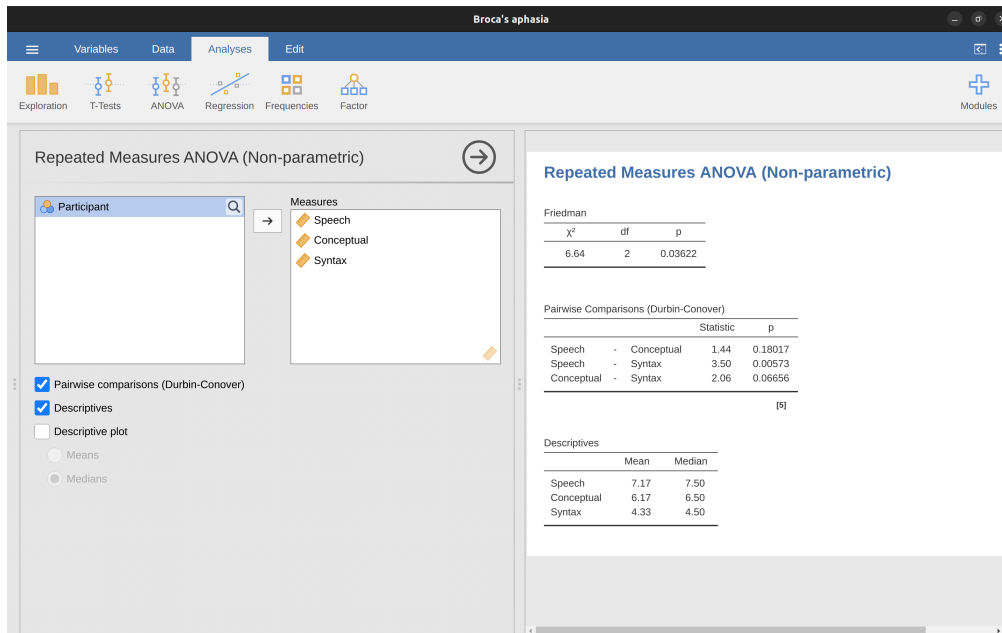 Broca's aphasia
Variables Data Analyses Edit
Exploration T-Tests ANOVA Regression Frequencies Factor Modules
Repeated Measures ANOVA (Non-parametric)
Participant
Measures
Speech
Conceptual
Syntax
Pairwise comparisons (Durbin-Conover)
Descriptives
Descriptive plot
Means
Medians
Repeated Measures ANOVA (Non-parametric)
Friedman
χ² df p
6.64 2 0.03622
Pairwise Comparisons (Durbin-Conover)
Statistic p
Speech - Conceptual 1.44 0.18017
Speech - Syntax 3.50 0.00573
Conceptual - Syntax 2.06 0.06656
[5]
Descriptives
Mean Median
Speech 7.17 7.50
Conceptual 6.17 6.50
Syntax 4.33 4.50